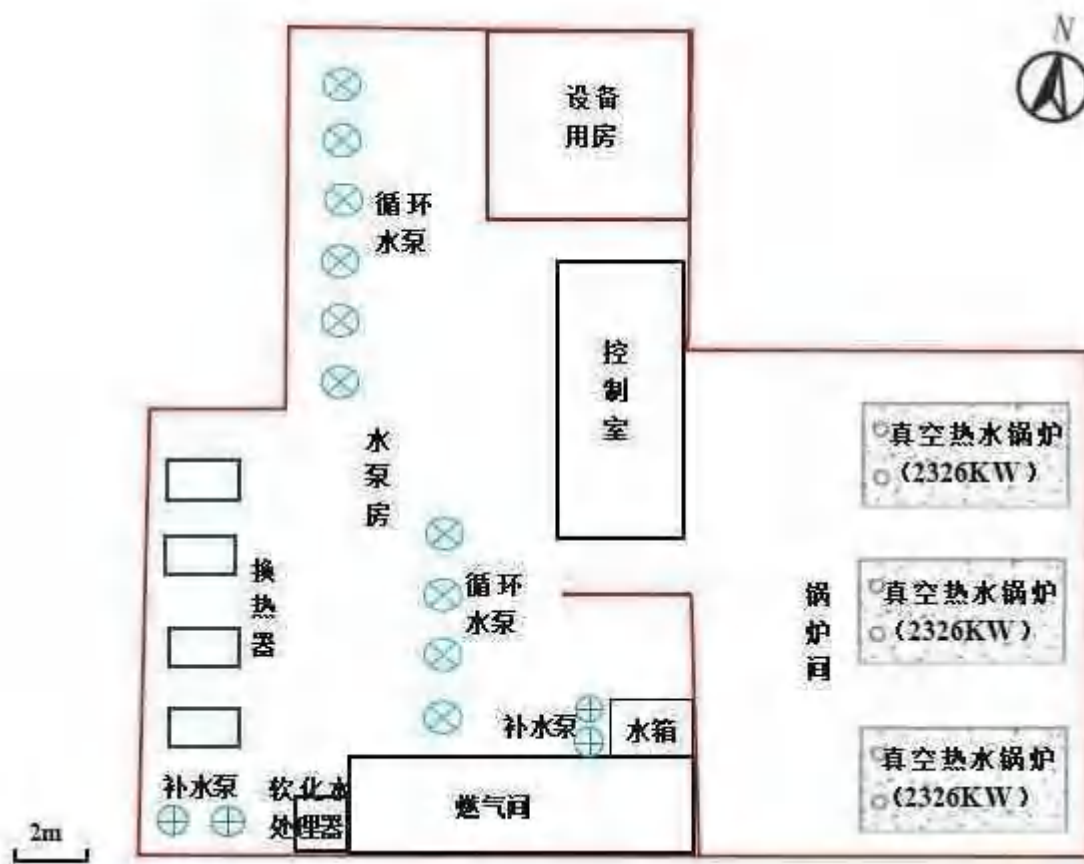 N
设备
用房
循环
水泵
控
制
室
水
泵
房
真空热水锅炉
(2326KW)
换
热
器
循环
水泵
锅
炉
间
真空热水锅炉
(2326KW)
补水泵
水箱
真空热水锅炉
(2326KW)
补水泵
软化水
处理器
燃气间
2m